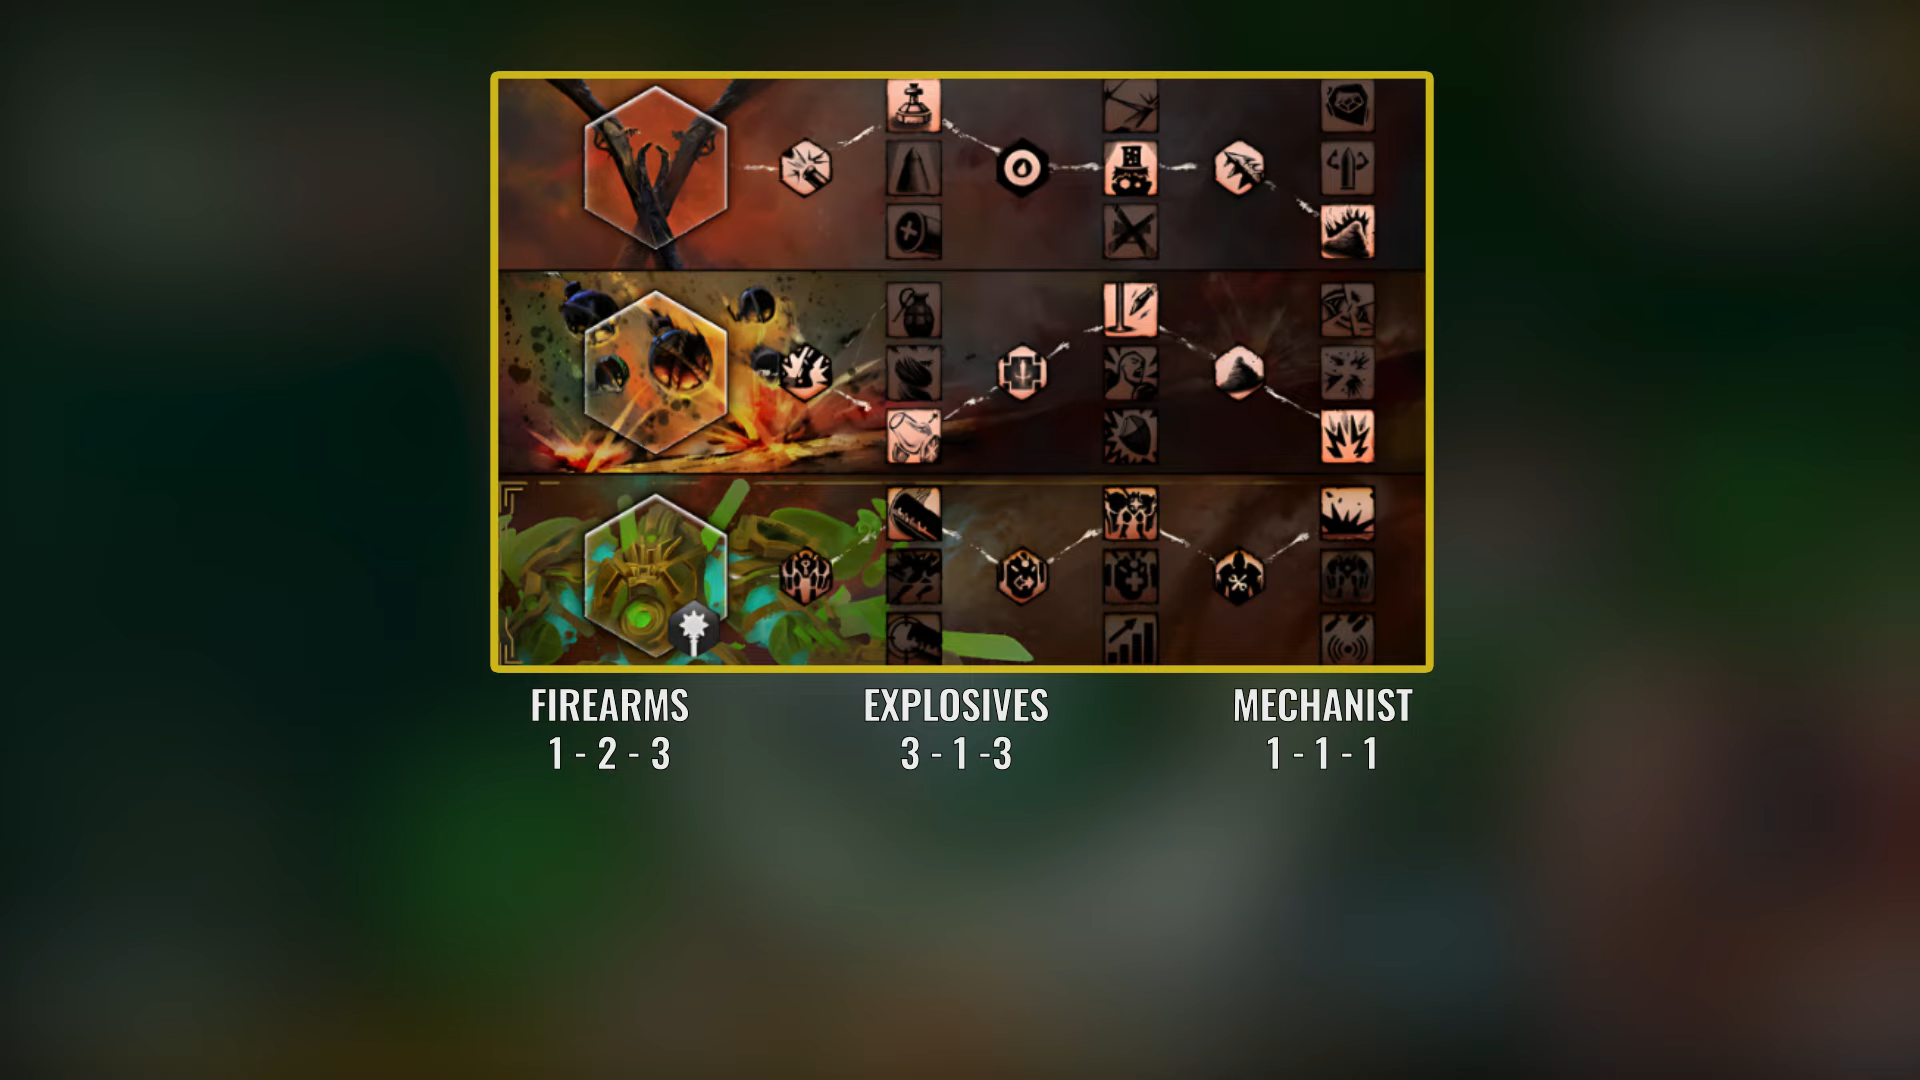 FIREARMS
1 - 2 - 3
EXPLOSIVES
3 - 1 -3
MECHANIST
1 - 1 - 1